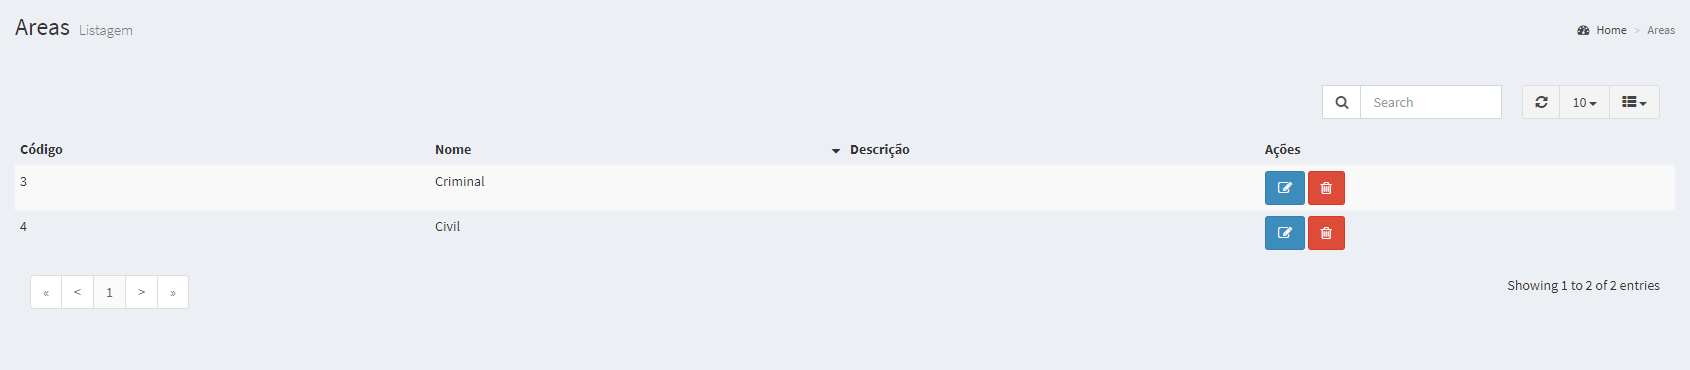 Areas Listagem
Home > Areas
Search
10
Código Nome Descrição Ações
3 Criminal
4 Civil
« < 1 > »
Showing 1 to 2 of 2 entries